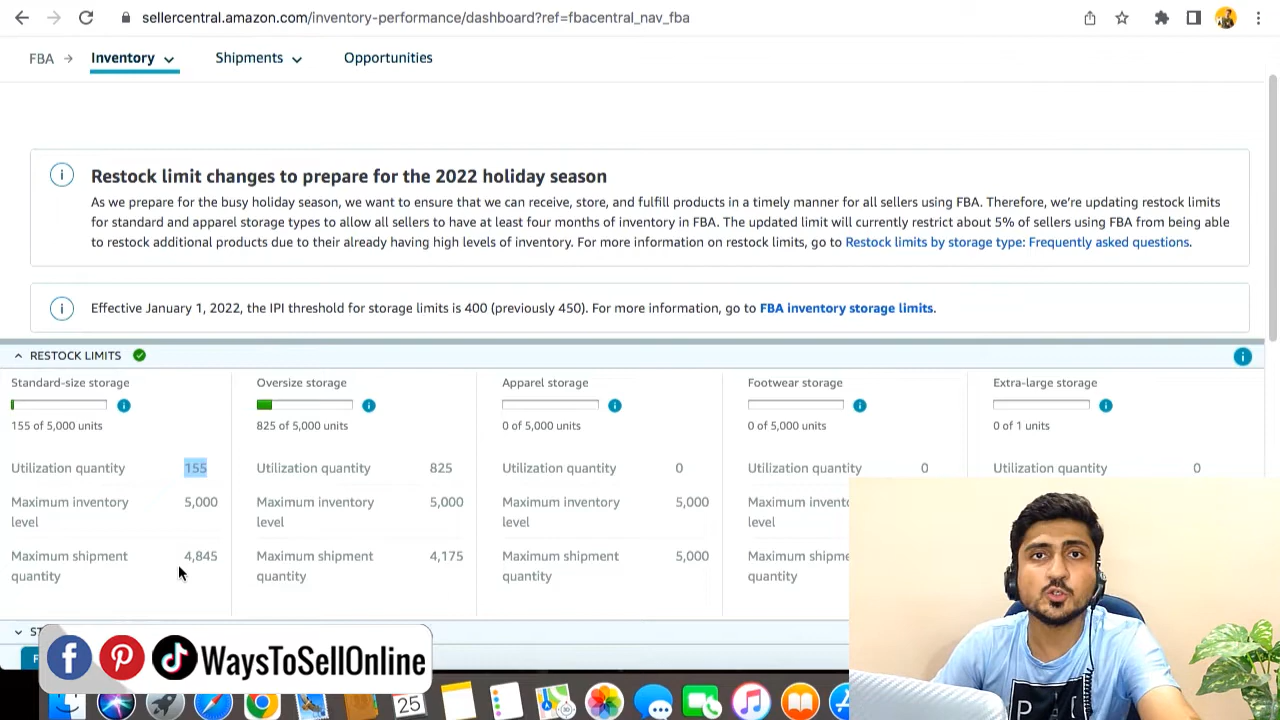 sellercentral.amazon.com/inventory-performance/dashboard?ref=fbacentral_nav_fba
FBA → Inventory Shipments Opportunities
Restock limit changes to prepare for the 2022 holiday season
As we prepare for the busy holiday season, we want to ensure that we can receive, store, and fulfill products in a timely manner for all sellers using FBA. Therefore, we're updating restock limits
for standard and apparel storage types to allow all sellers to have at least four months of inventory in FBA. The updated limit will currently restrict about 5% of sellers using FBA from being able
to restock additional products due to their already having high levels of inventory. For more information on restock limits, go to Restock limits by storage type: Frequently asked questions.
Effective January 1, 2022, the IPI threshold for storage limits is 400 (previously 450). For more information, go to FBA inventory storage limits.
RESTOCK LIMITS
Standard-size storage Oversize storage Apparel storage Footwear storage Extra-large storage
155 of 5,000 units 825 of 5,000 units 0 of 5,000 units 0 of 5,000 units 0 of 1 units
Utilization quantity 155 Utilization quantity 825 Utilization quantity 0 Utilization quantity 0 Utilization quantity 0
Maximum inventory 5,000 Maximum inventory 5,000 Maximum inventory 5,000 Maximum invento
level level level level
Maximum shipment 4,845 Maximum shipment 4,175 Maximum shipment 5,000 Maximum shipme
quantity quantity quantity quantity
ST
WaysToSellOnline
25